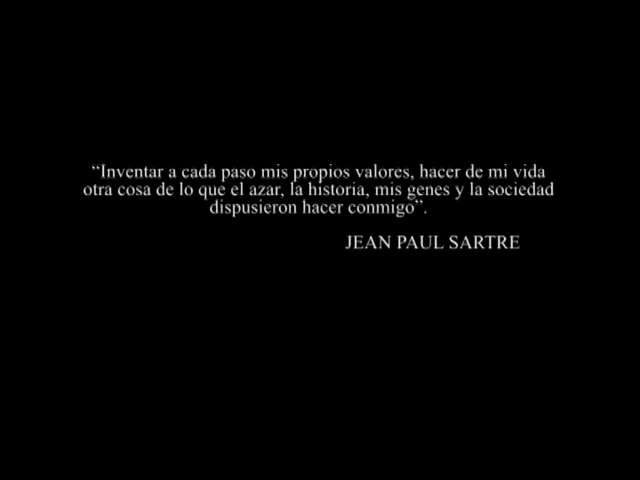 “Inventar a cada paso mis propios valores, hacer de mi vida
otra cosa de lo que el azar, la historia, mis genes y la sociedad
dispusieron hacer conmigo”.
JEAN PAUL SARTRE